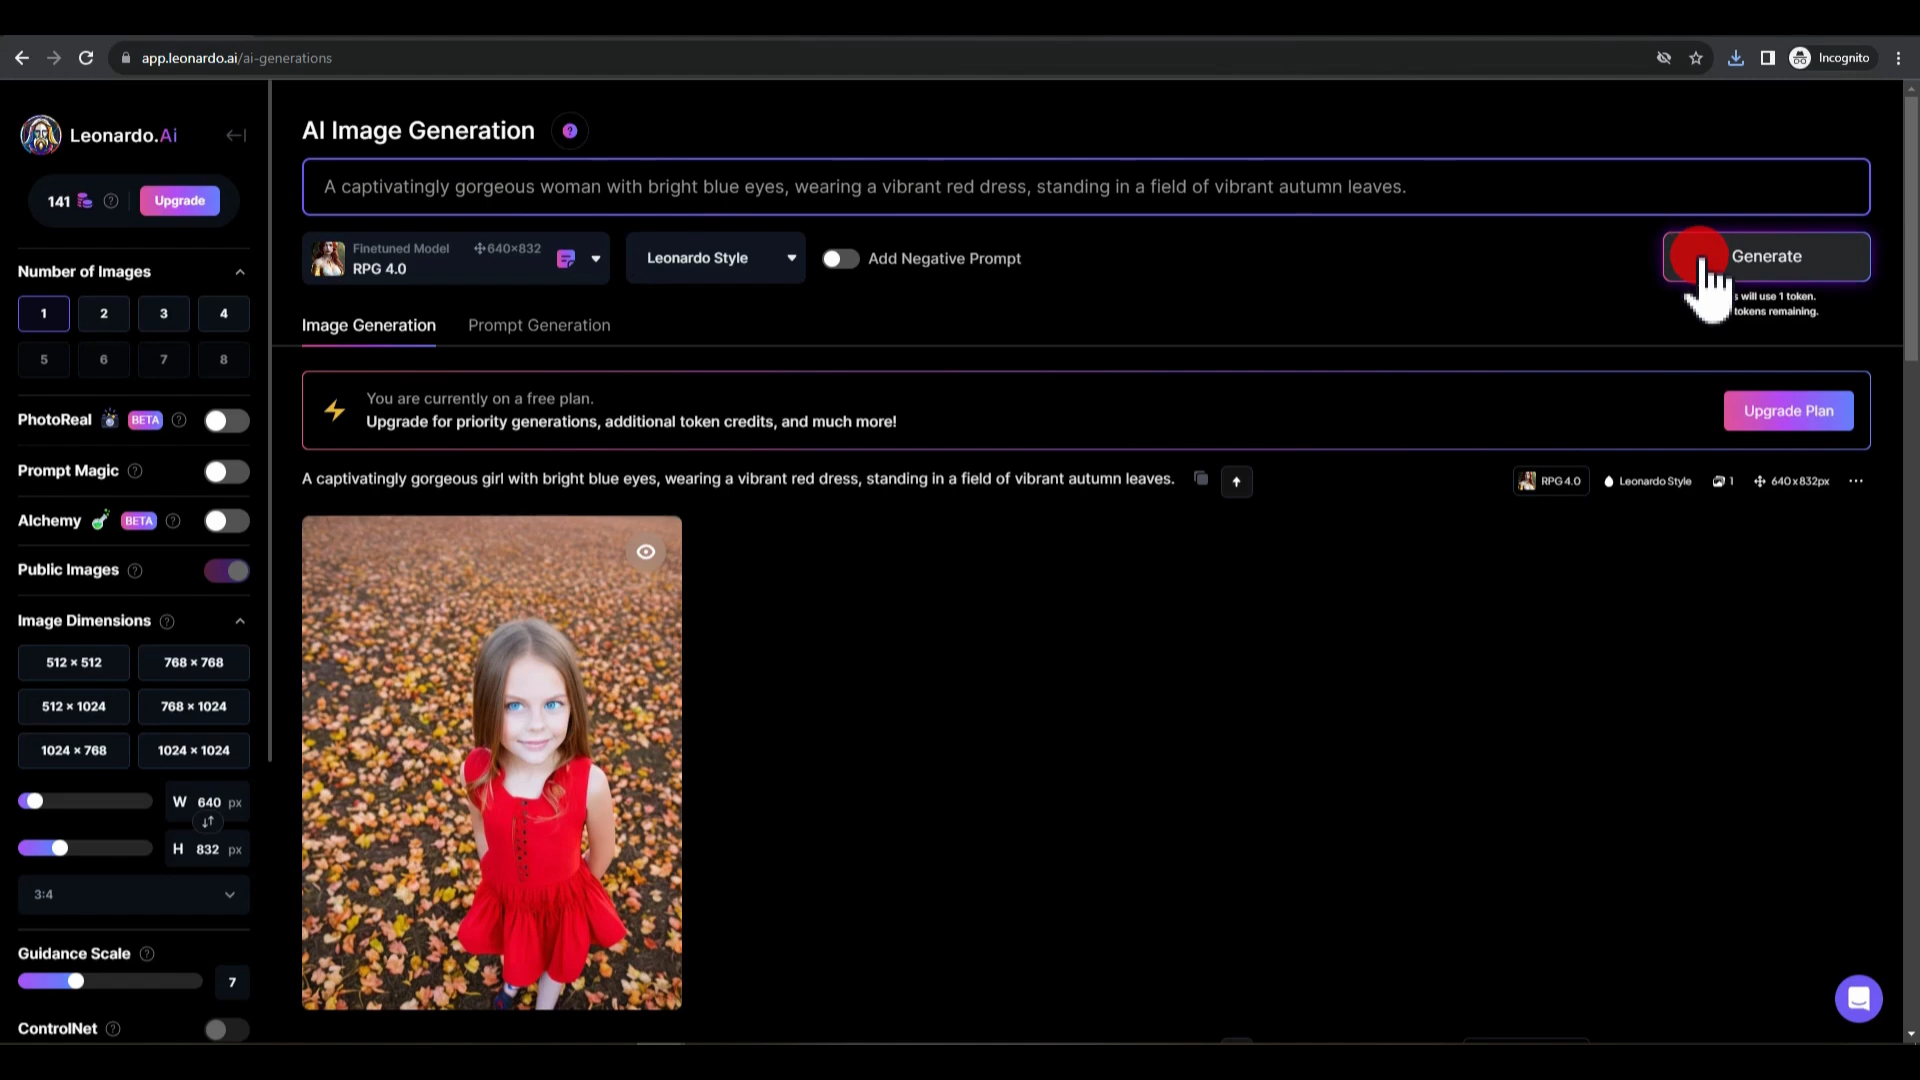 app.leonardo.ai/ai-generations
Incognito
Leonardo.Ai
141
Upgrade
Number of Images
1
2
3
4
5
6
7
8
PhotoReal
BETA
Prompt Magic
Alchemy
BETA
Public Images
Image Dimensions
512 × 512
768 × 768
512 × 1024
768 × 1024
1024 × 768
1024 × 1024
W 640 px
H 832 px
3:4
Guidance Scale
7
ControlNet
AI Image Generation
A captivatingly gorgeous woman with bright blue eyes, wearing a vibrant red dress, standing in a field of vibrant autumn leaves.
Finetuned Model
640×832
RPG 4.0
Leonardo Style
Add Negative Prompt
Generate
will use 1 token.
tokens remaining.
Image Generation
Prompt Generation
You are currently on a free plan.
Upgrade for priority generations, additional token credits, and much more!
Upgrade Plan
A captivatingly gorgeous girl with bright blue eyes, wearing a vibrant red dress, standing in a field of vibrant autumn leaves.
RPG 4.0
Leonardo Style
1
640x832px